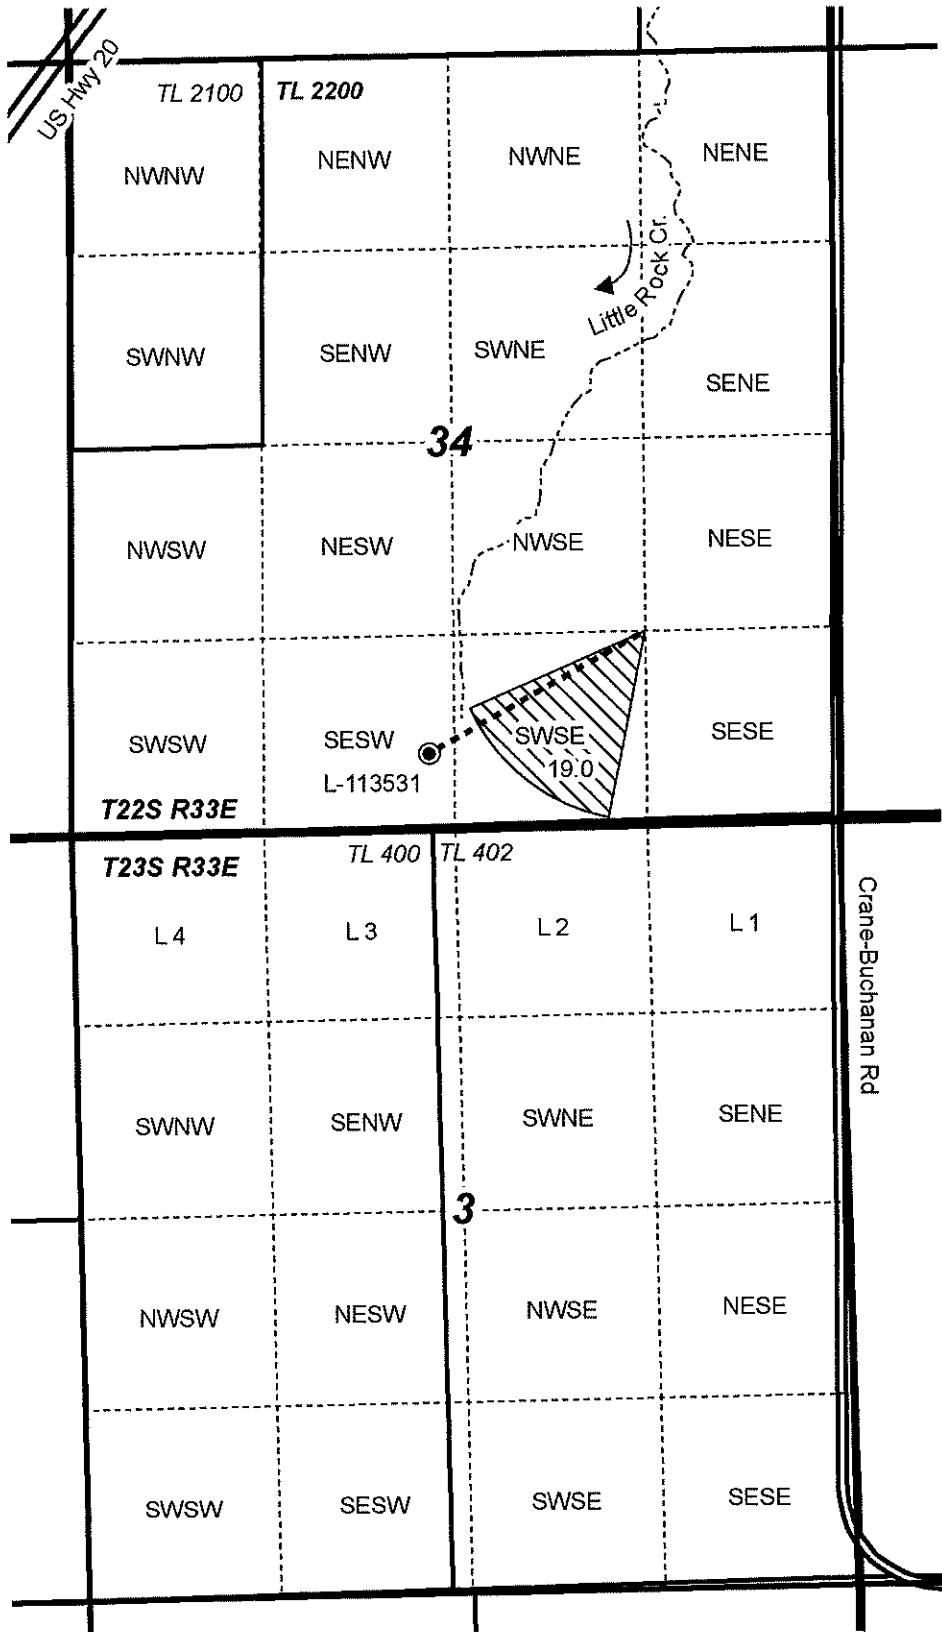 US Hwy 20
TL 2100 TL 2200
NWNW NENW NWNE NENE
Little Rock Cr.
SWNW SENW SWNE SENE
34
NWSW NESW NWSE NESE
SWSW SESW SWSE SESE
L-113531 19.0
T22S R33E
T23S R33E TL 400 TL 402
L 4 L 3 L 2 L 1
Crane-Buchanan Rd
SWNW SENW SWNE SENE
3
NWSW NESW NWSE NESE
SWSW SESW SWSE SESE